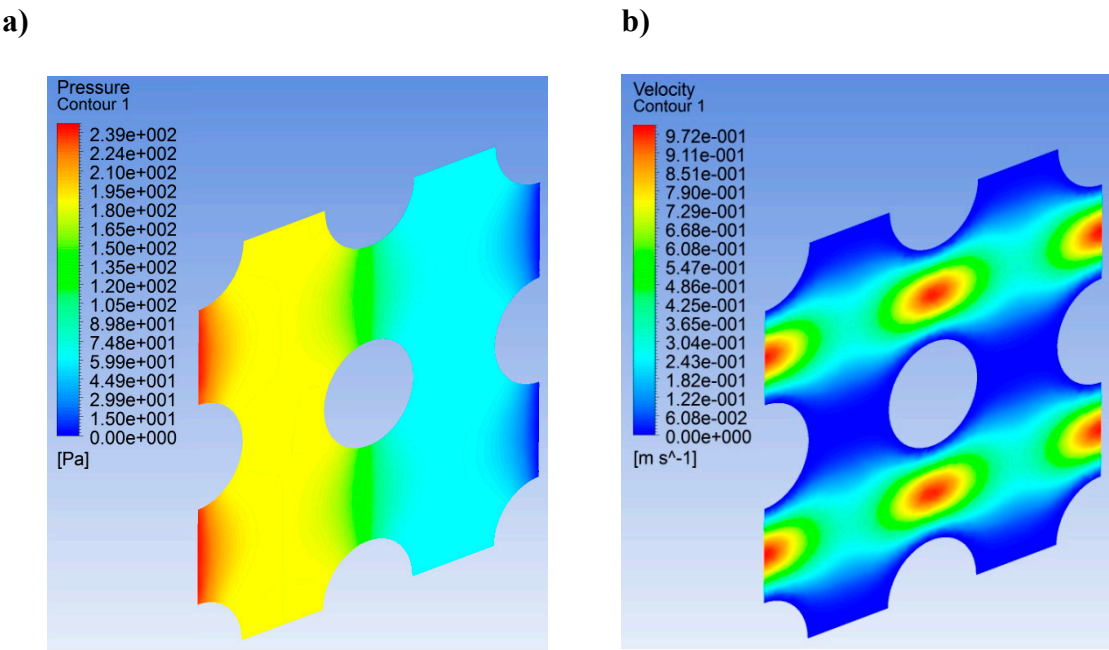 a)
b)
Pressure
Contour 1
2.39e+002
2.24e+002
2.10e+002
1.95e+002
1.80e+002
1.65e+002
1.50e+002
1.35e+002
1.20e+002
1.05e+002
8.98e+001
7.48e+001
5.99e+001
4.49e+001
2.99e+001
1.50e+001
0.00e+000
[Pa]
Velocity
Contour 1
9.72e-001
9.11e-001
8.51e-001
7.90e-001
7.29e-001
6.68e-001
6.08e-001
5.47e-001
4.86e-001
4.25e-001
3.65e-001
3.04e-001
2.43e-001
1.82e-001
1.22e-001
6.08e-002
0.00e+000
[m s^-1]